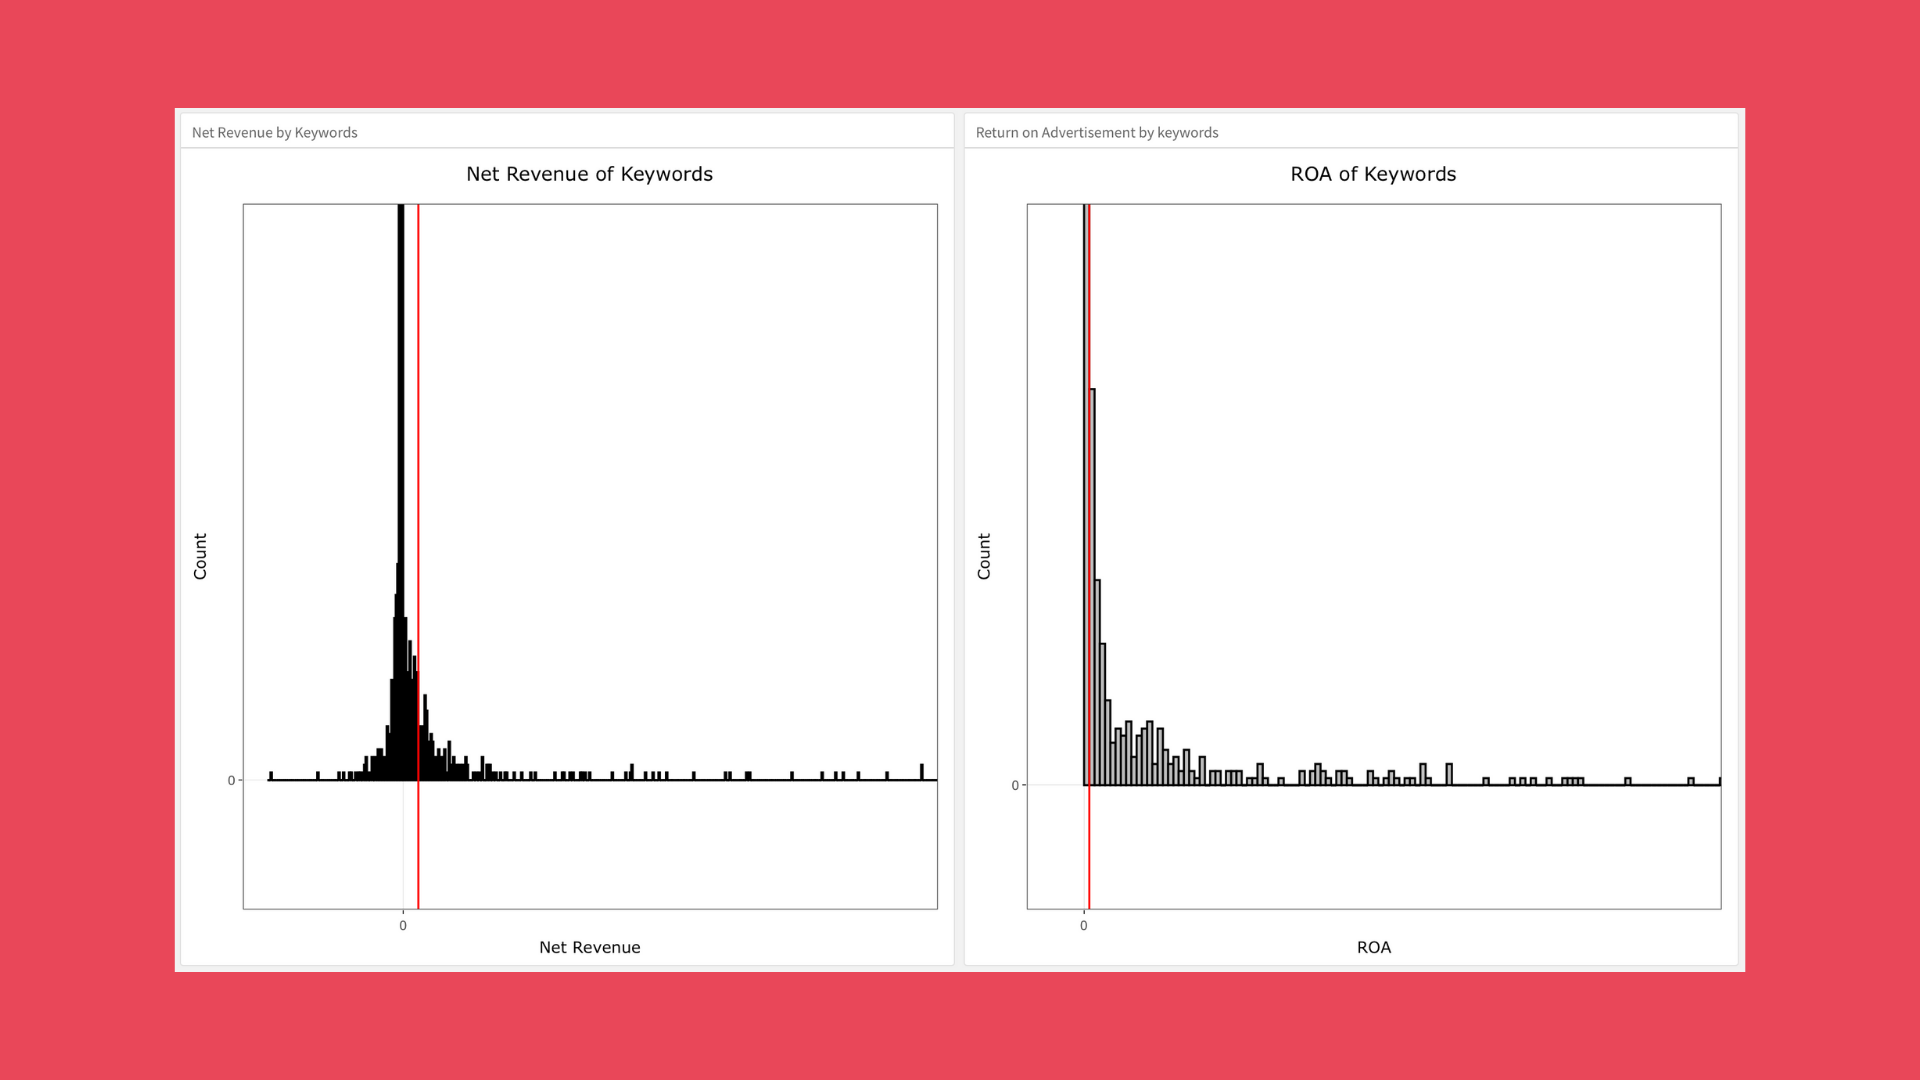 Net Revenue by Keywords
Net Revenue of Keywords
Count
0
0
Net Revenue
Return on Advertisement by keywords
ROA of Keywords
Count
0
0
ROA